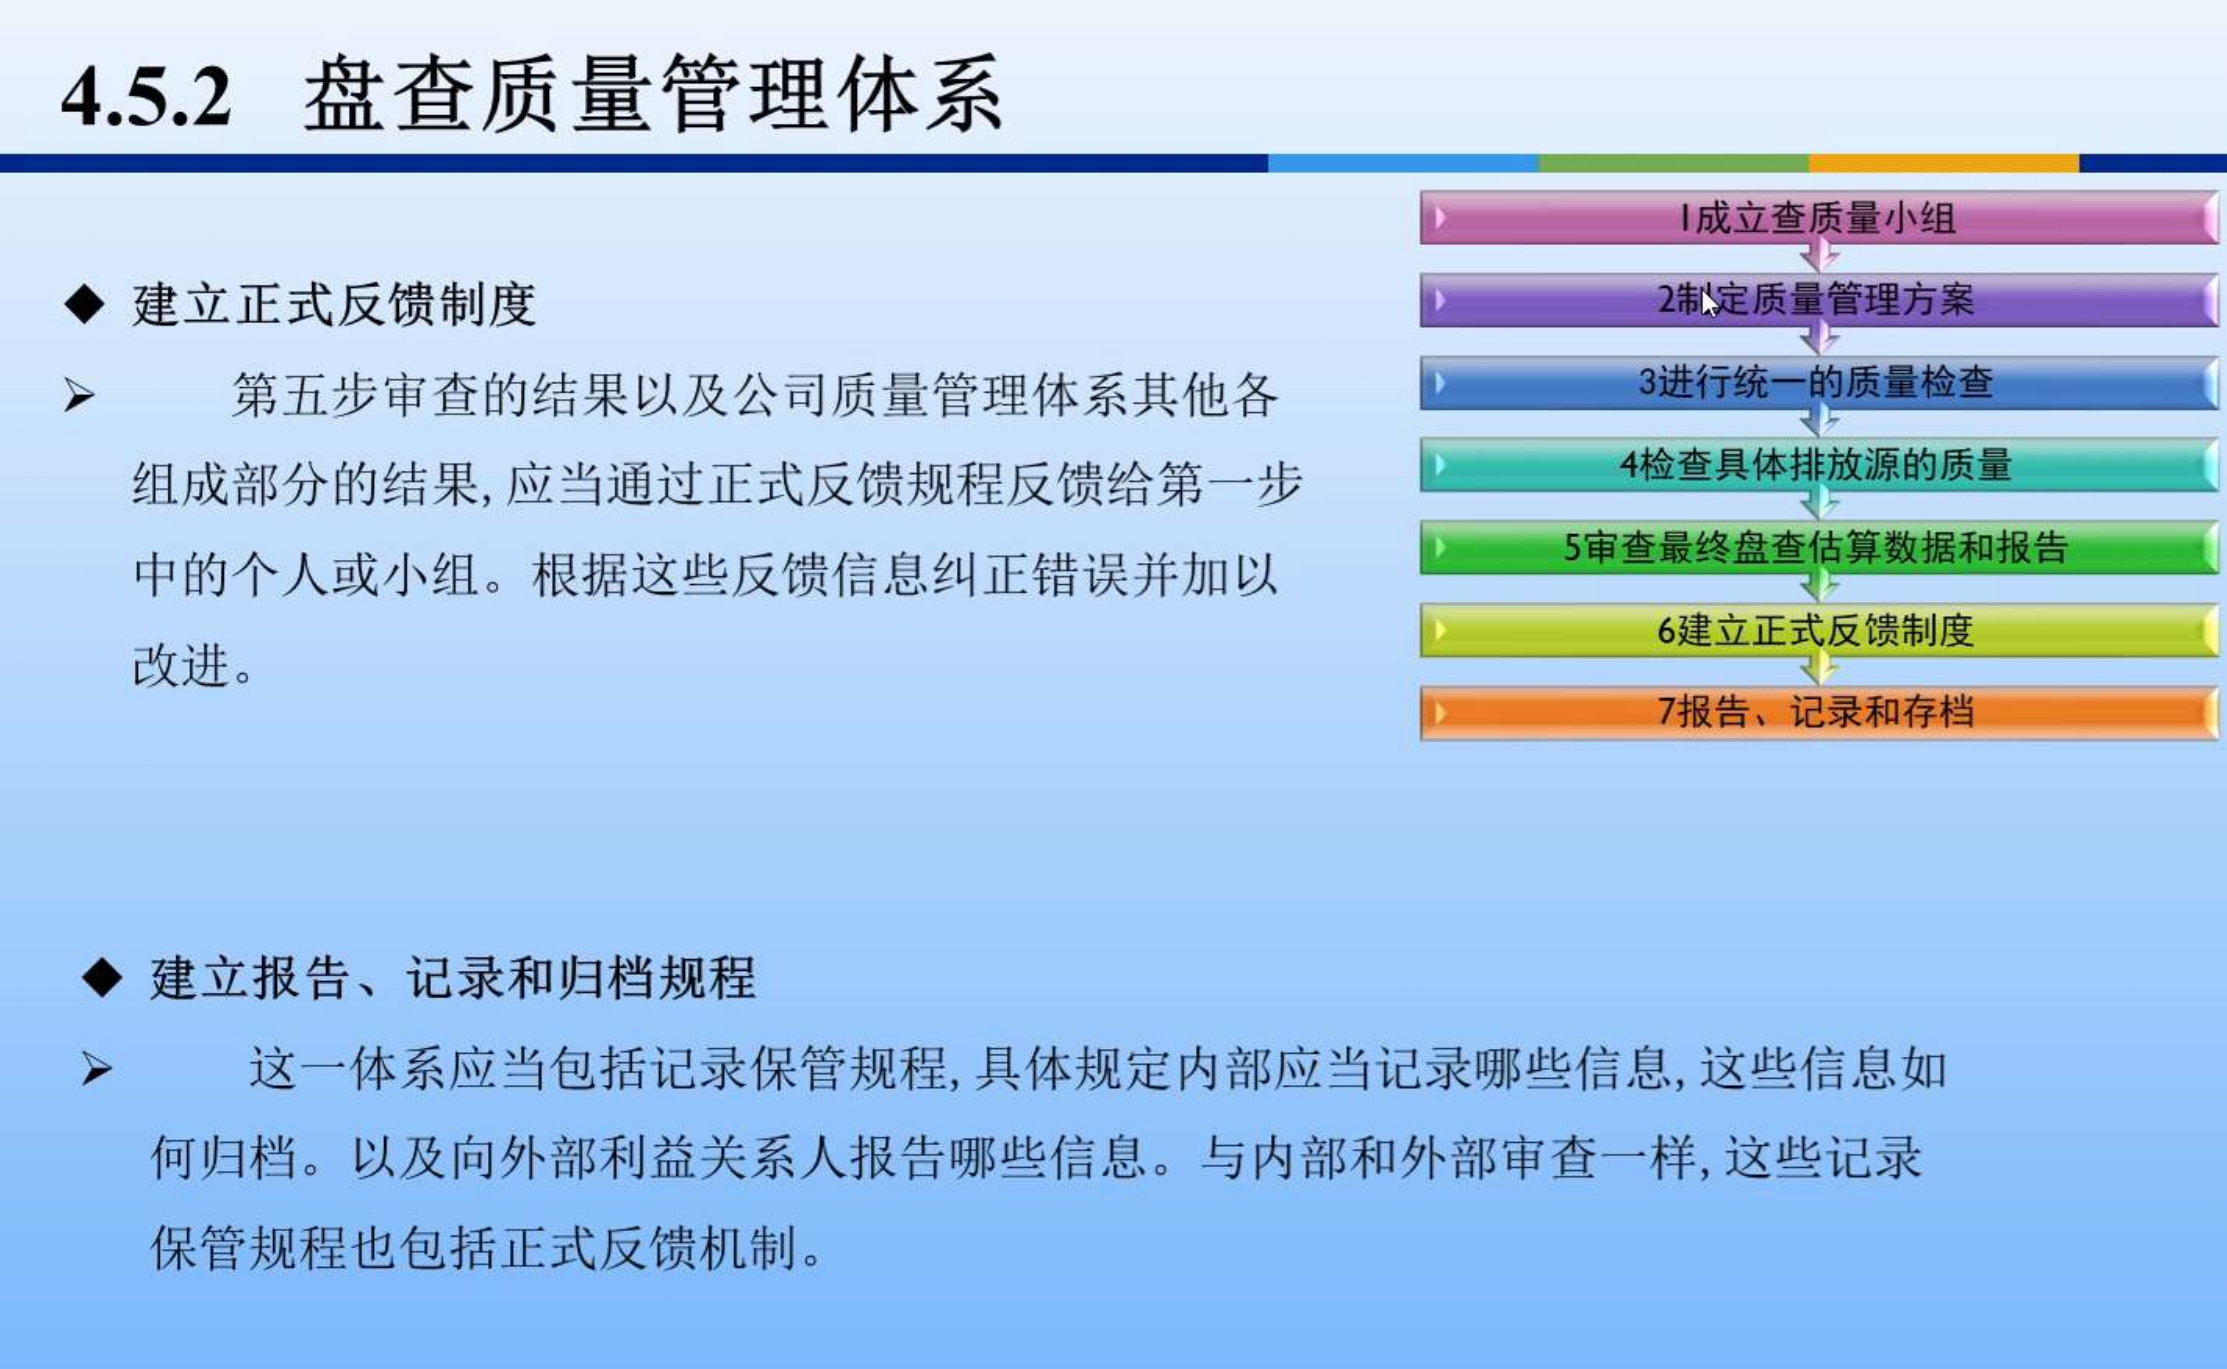 4.5.2 盘查质量管理体系
◆ 建立正式反馈制度
➢ 第五步审查的结果以及公司质量管理体系其他各
组成部分的结果,应当通过正式反馈规程反馈给第一步
中的个人或小组。根据这些反馈信息纠正错误并加以
改进。
1成立查质量小组
2制定质量管理方案
3进行统一的质量检查
4检查具体排放源的质量
5审查最终盘查估算数据和报告
6建立正式反馈制度
7报告、记录和存档
◆ 建立报告、记录和归档规程
➢ 这一体系应当包括记录保管规程,具体规定内部应当记录哪些信息,这些信息如
何归档。以及向外部利益关系人报告哪些信息。与内部和外部审查一样,这些记录
保管规程也包括正式反馈机制。